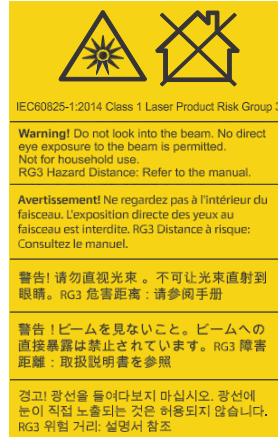 IEC60825-1:2014 Class 1 Laser Product Risk Group 3
Warning! Do not look into the beam. No direct
eye exposure to the beam is permitted.
Not for household use.
RG3 Hazard Distance: Refer to the manual.
Avertissement! Ne regardez pas à l'intérieur du
faisceau. L'exposition directe des yeux au
faisceau est interdite. RG3 Distance à risque:
Consultez le manuel.
警告! 请勿直视光束 。不可让光束直射到
眼睛。RG3 危害距离：请参阅手册
警告！ビームを見ないこと。ビームへの
直接暴露は禁止されています。RG3 障害
距離：取扱説明書を参照
경고! 광선을 들여다보지 마십시오. 광선에
눈이 직접 노출되는 것은 허용되지 않습니다.
RG3 위험 거리: 설명서 참조